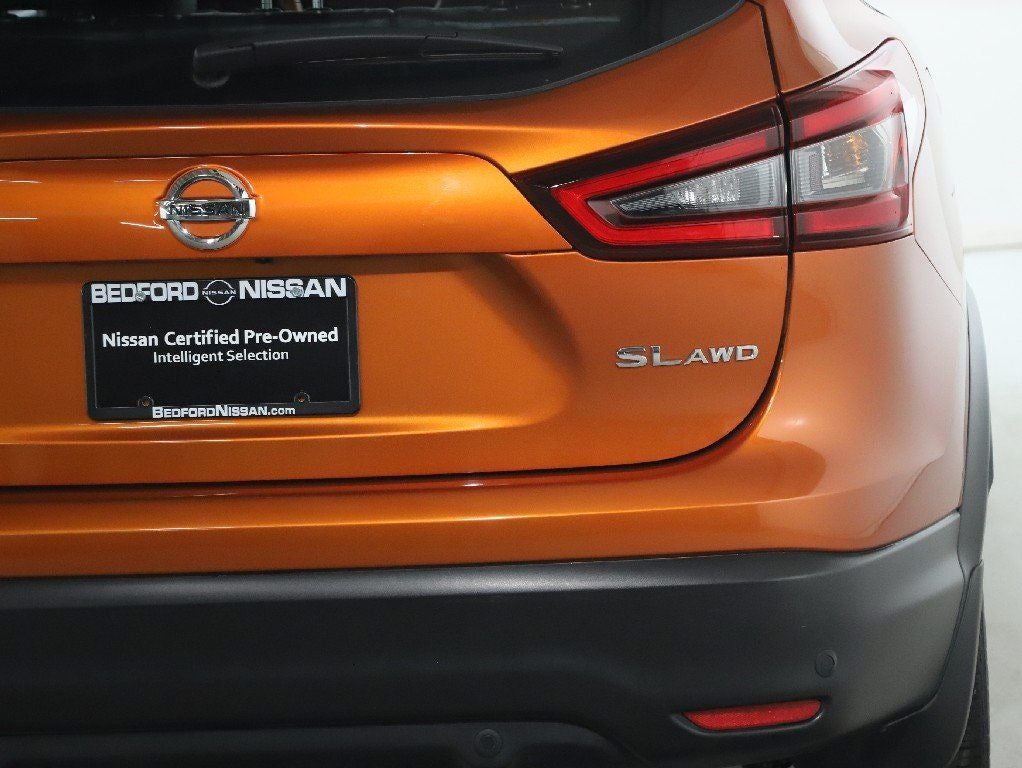 NISSAN
BEDFORD NISSAN NISSAN
Nissan Certified Pre-Owned
Intelligent Selection
BEDFORDNISSAN.com
SL AWD